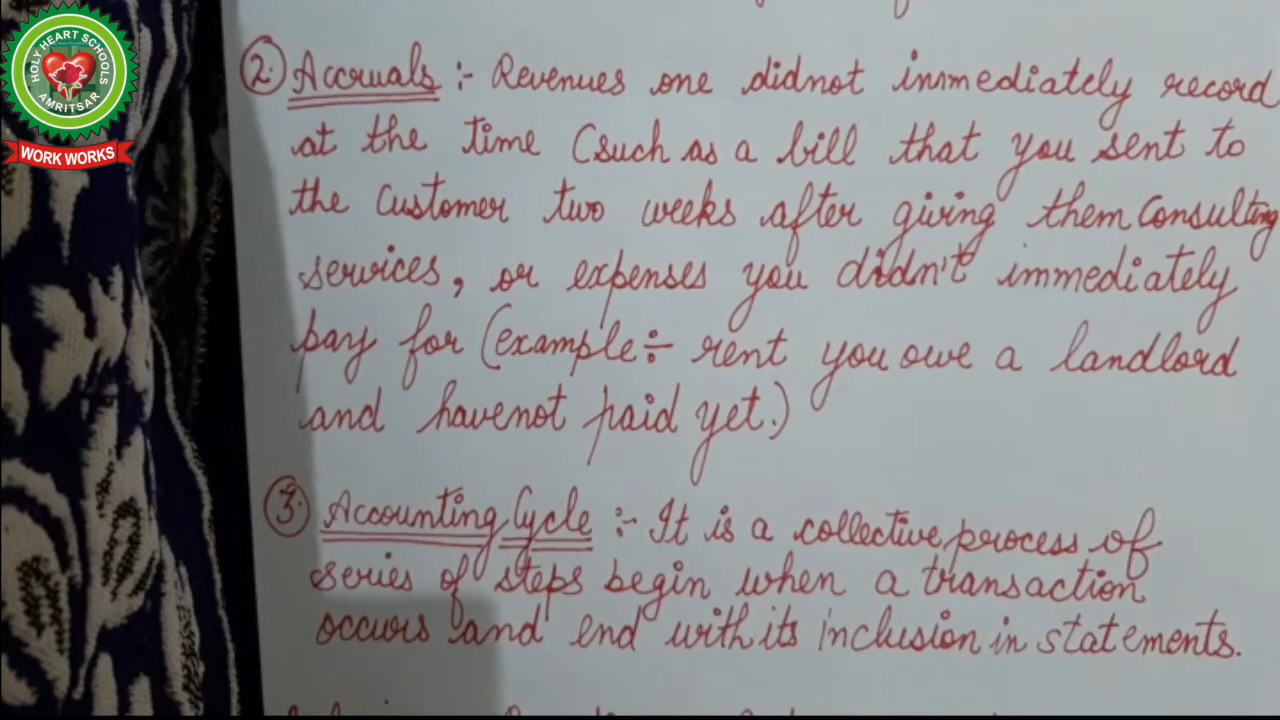 HOLY HEART SCHOOLS
AMRITSAR
WORK WORKS
2. Accruals :- Revenues one didnot immediately record
at the time (such as a bill that you sent to
the customer two weeks after giving them Consulting
services, or expenses you didn't immediately
pay for (example:- rent you owe a landlord
and havenot paid yet.)
3. Accounting Cycle :- It is a collective process of
series of steps begin when a transaction
occurs and end with its inclusion in statements.